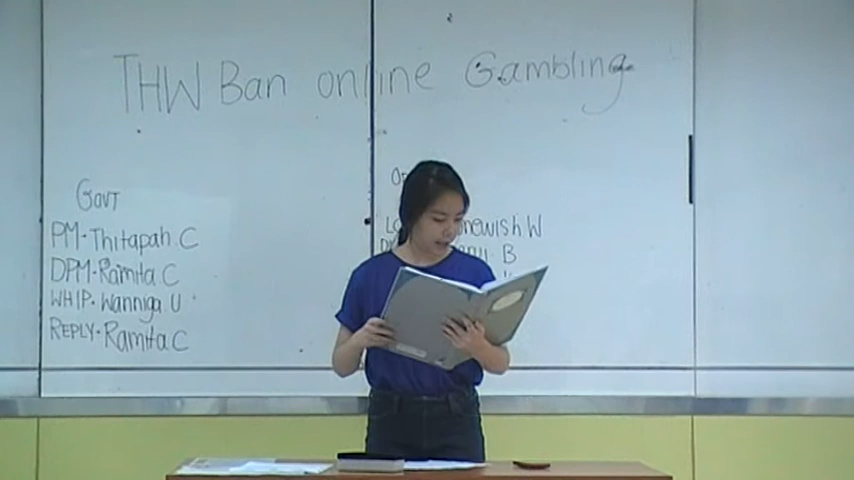 THW Ban online Gambling
GOVT
PM · Thitapah C
DPM · Ramita C
WHIP · Wanniga U
REPLY · Ramita C
W
B